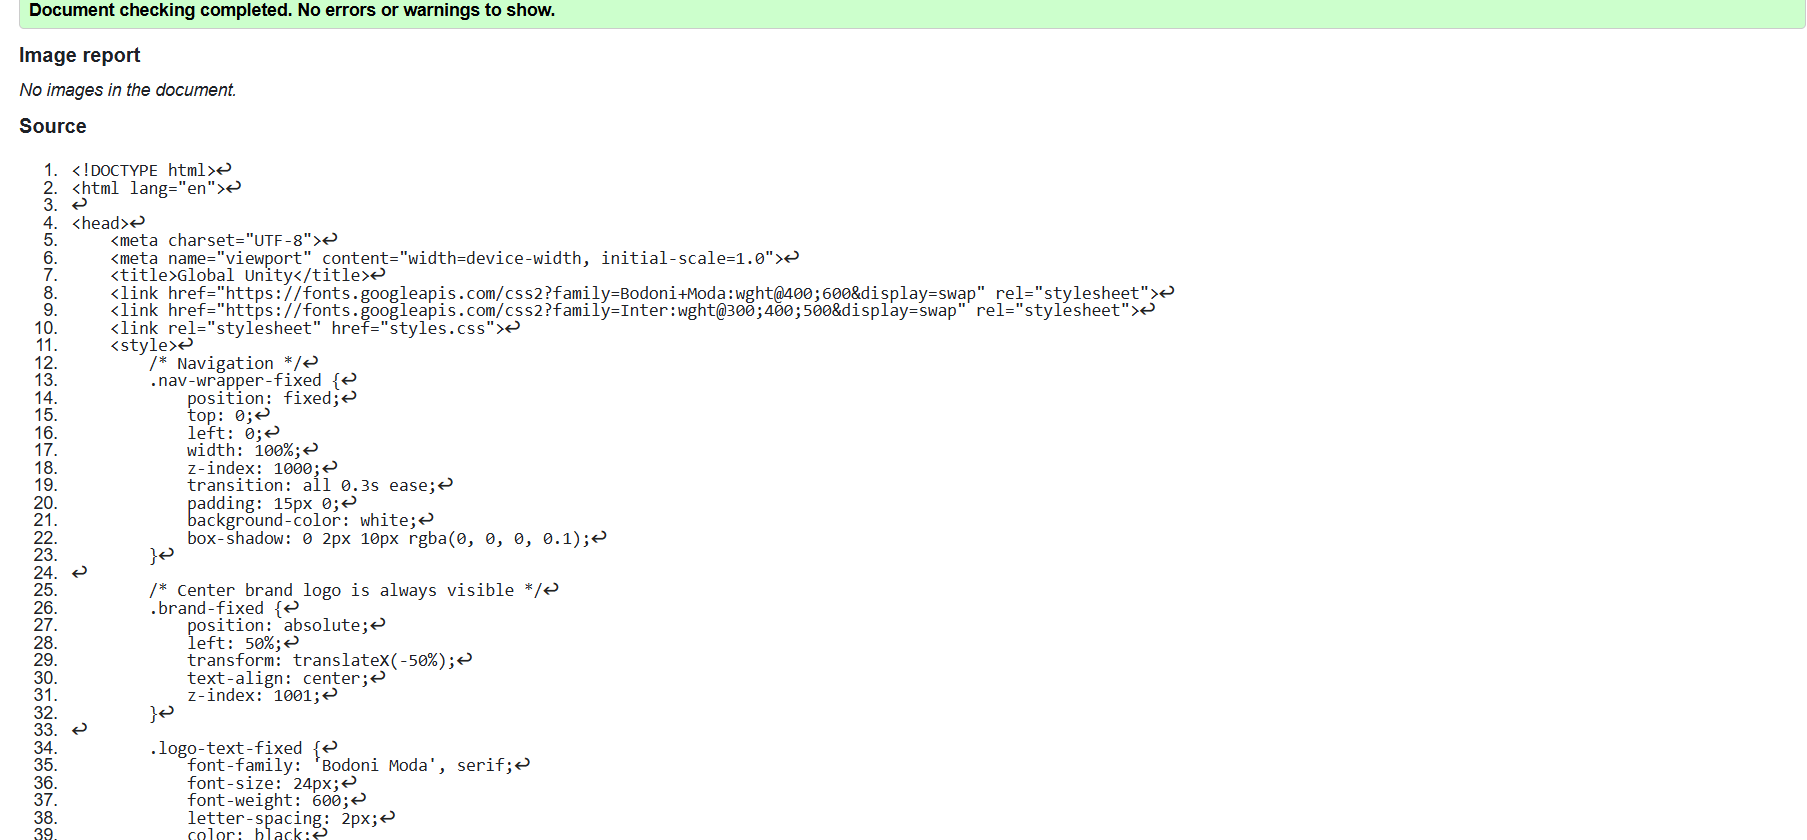 Document checking completed. No errors or warnings to show.
Image report
No images in the document.
Source
1. <!DOCTYPE html>↩
2. <html lang="en">↩
3. ↩
4. <head>↩
5.     <meta charset="UTF-8">↩
6.     <meta name="viewport" content="width=device-width, initial-scale=1.0">↩
7.     <title>Global Unity</title>↩
8.     <link href="https://fonts.googleapis.com/css2?family=Bodoni+Moda:wght@400;600&display=swap" rel="stylesheet">↩
9.     <link href="https://fonts.googleapis.com/css2?family=Inter:wght@300;400;500&display=swap" rel="stylesheet">↩
10.     <link rel="stylesheet" href="styles.css">↩
11.     <style>↩
12.         /* Navigation */↩
13.         .nav-wrapper-fixed {↩
14.             position: fixed;↩
15.             top: 0;↩
16.             left: 0;↩
17.             width: 100%;↩
18.             z-index: 1000;↩
19.             transition: all 0.3s ease;↩
20.             padding: 15px 0;↩
21.             background-color: white;↩
22.             box-shadow: 0 2px 10px rgba(0, 0, 0, 0.1);↩
23.         }↩
24. ↩
25.         /* Center brand logo is always visible */↩
26.         .brand-fixed {↩
27.             position: absolute;↩
28.             left: 50%;↩
29.             transform: translateX(-50%);↩
30.             text-align: center;↩
31.             z-index: 1001;↩
32.         }↩
33. ↩
34.         .logo-text-fixed {↩
35.             font-family: 'Bodoni Moda', serif;↩
36.             font-size: 24px;↩
37.             font-weight: 600;↩
38.             letter-spacing: 2px;↩
39.             color: black;↩